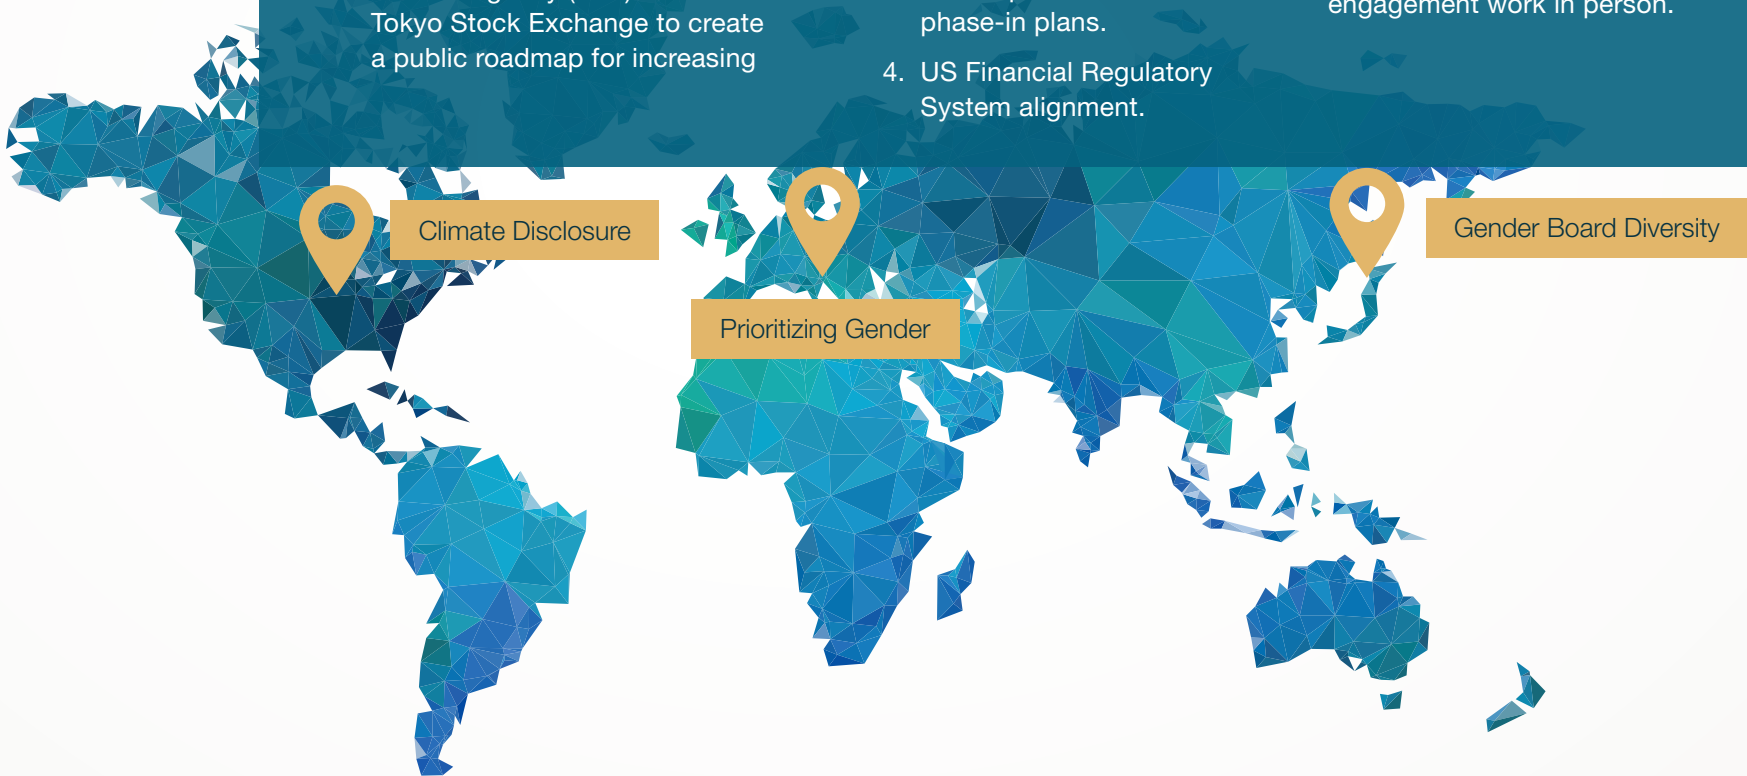 Tokyo Stock Exchange to create
a public roadmap for increasing
phase-in plans.
4. US Financial Regulatory
System alignment.
engagement work in person.
Climate Disclosure
Prioritizing Gender
Gender Board Diversity